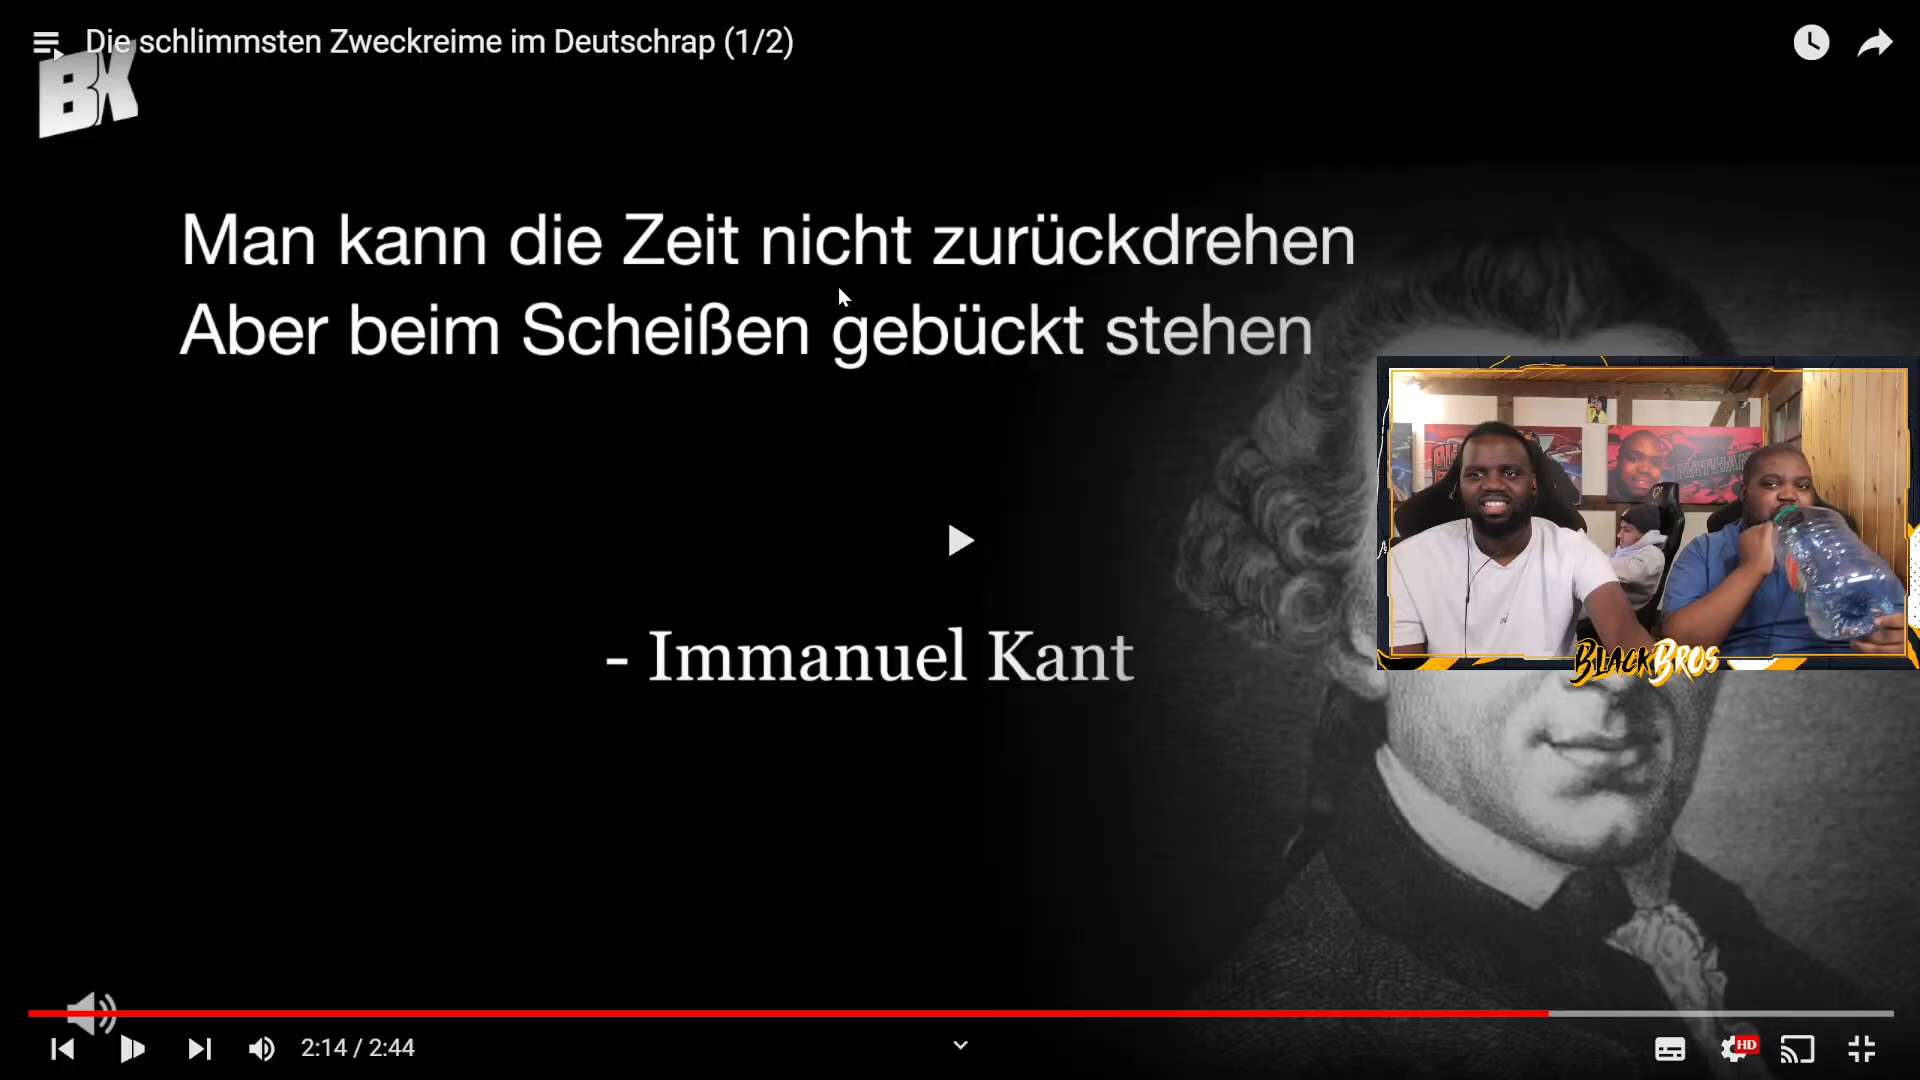 Die schlimmsten Zweckreime im Deutschrap (1/2)
BK
Man kann die Zeit nicht zurückdrehen
Aber beim Scheißen gebückt stehen
- Immanuel Kant
NATHAN
BLACKBROS
2:14 / 2:44
HD